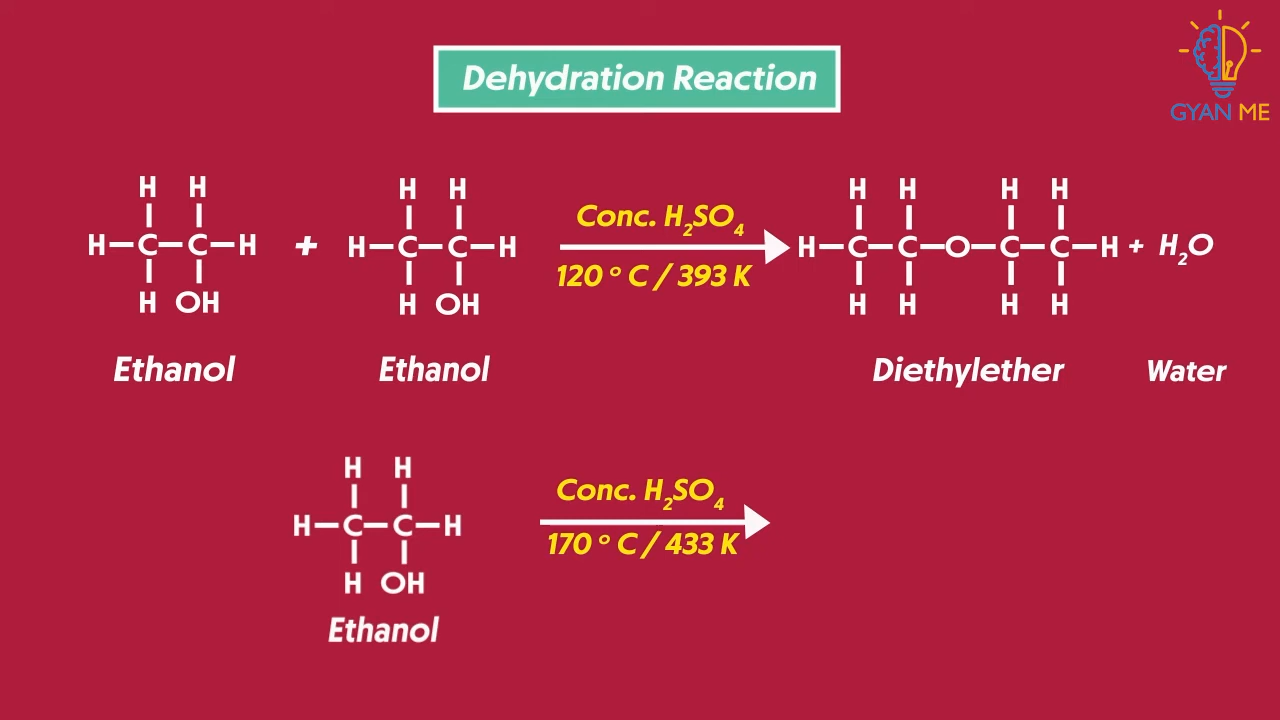 Dehydration Reaction
GYAN ME
H H H H H H H H
H—C—C—H + H—C—C—H Conc. H₂SO₄ H—C—C—O—C—C—H + H₂O
120 ° C / 393 K
H OH H OH H H H H
Ethanol Ethanol Diethylether Water
H H
H—C—C—H Conc. H₂SO₄
170 ° C / 433 K
H OH
Ethanol